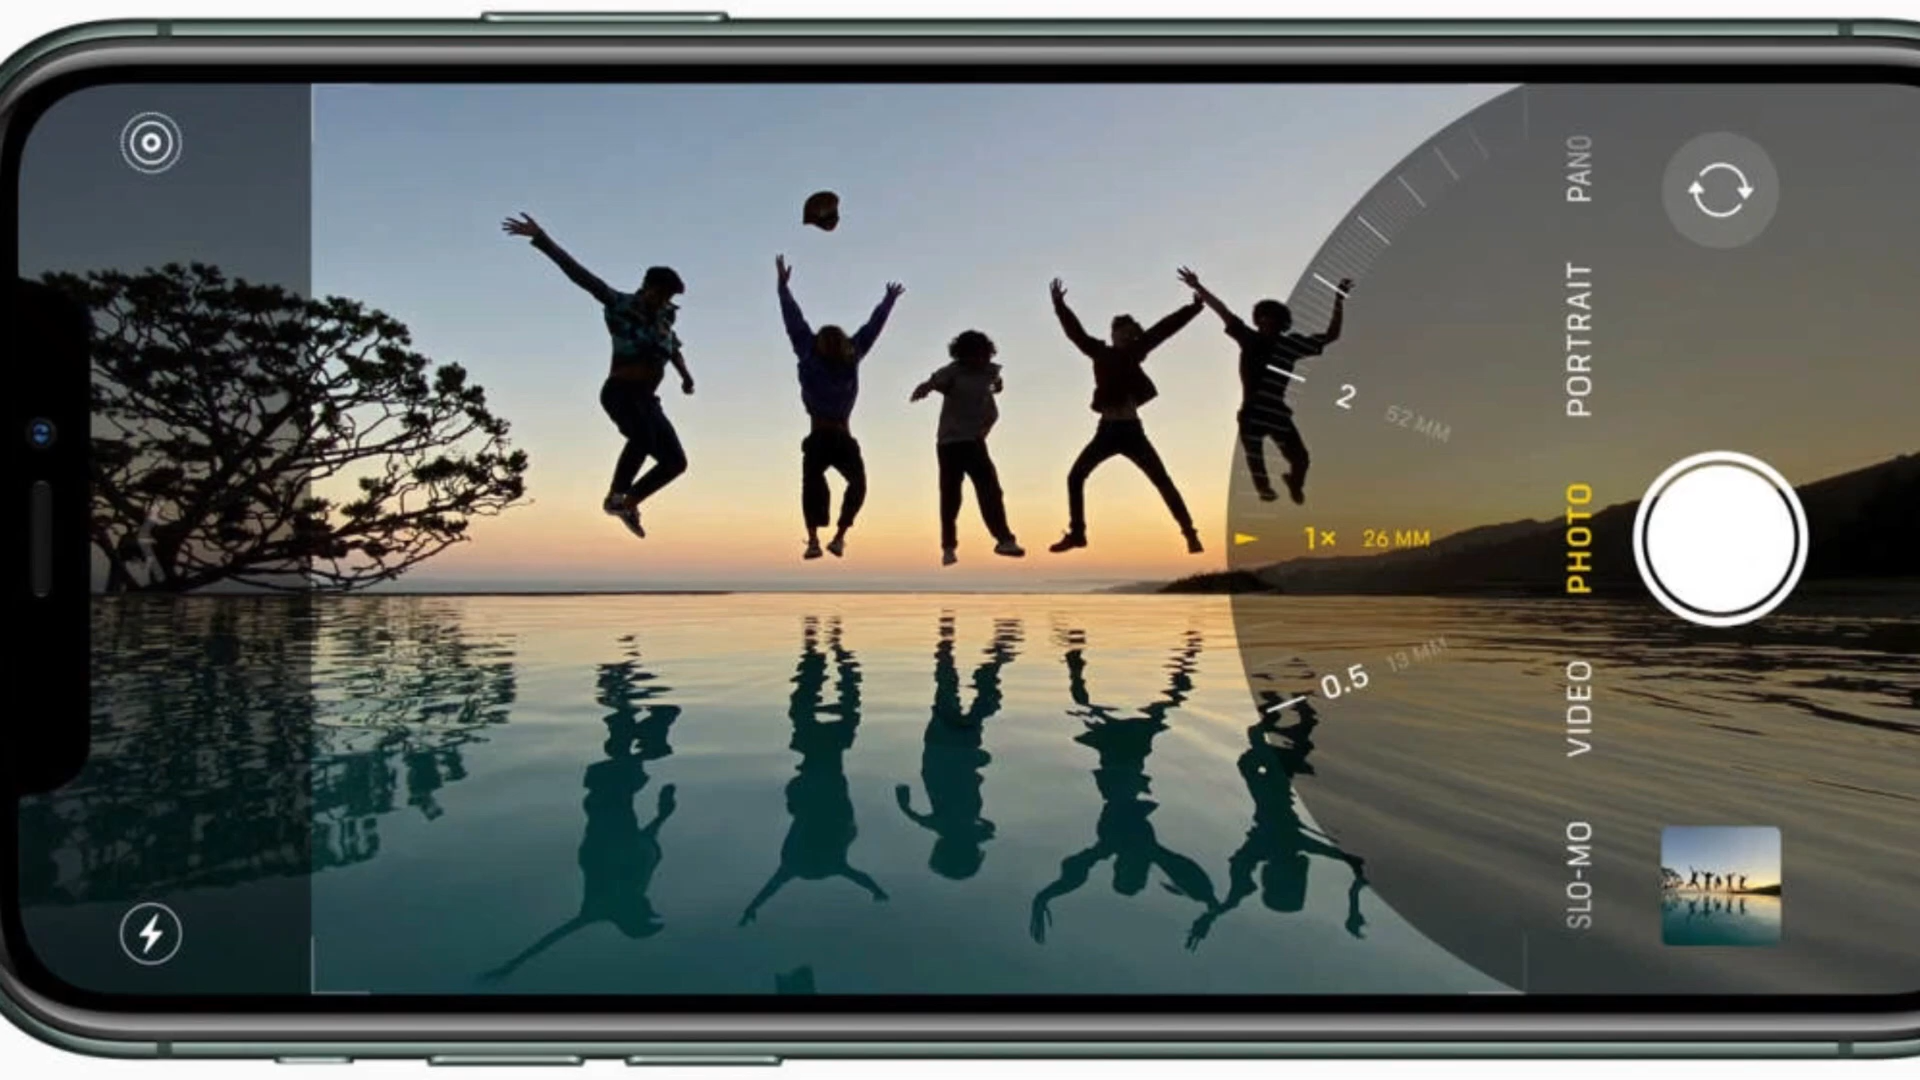 PANO
PORTRAIT
PHOTO
VIDEO
SLO-MO
2 52 MM
1× 26 MM
0.5 13 MM